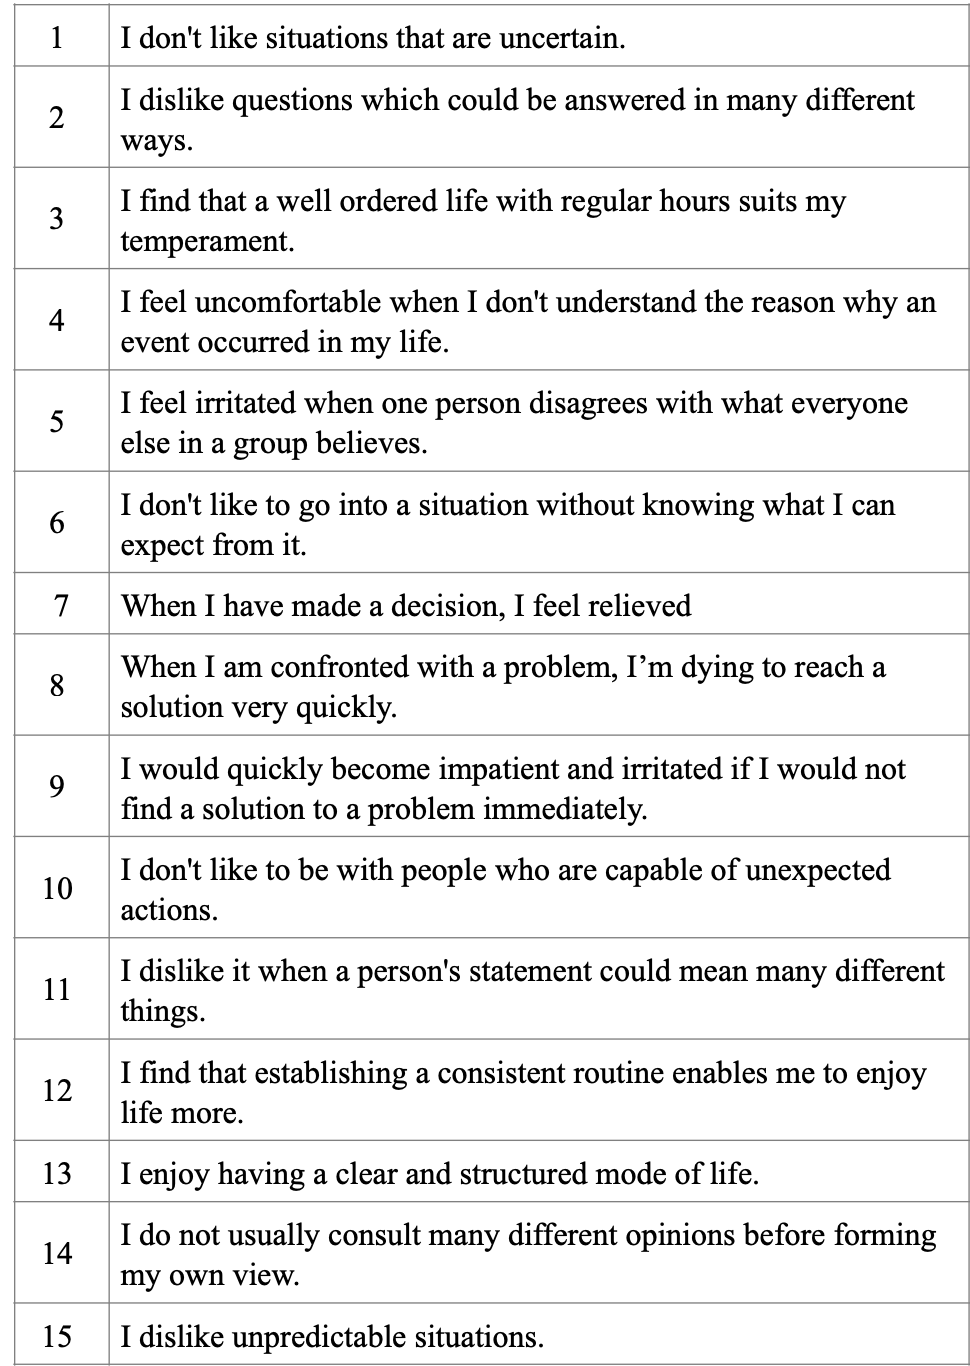 1 I don't like situations that are uncertain.
2 I dislike questions which could be answered in many different
ways.
3 I find that a well ordered life with regular hours suits my
temperament.
4 I feel uncomfortable when I don't understand the reason why an
event occurred in my life.
5 I feel irritated when one person disagrees with what everyone
else in a group believes.
6 I don't like to go into a situation without knowing what I can
expect from it.
7 When I have made a decision, I feel relieved
8 When I am confronted with a problem, I’m dying to reach a
solution very quickly.
9 I would quickly become impatient and irritated if I would not
find a solution to a problem immediately.
10 I don't like to be with people who are capable of unexpected
actions.
11 I dislike it when a person's statement could mean many different
things.
12 I find that establishing a consistent routine enables me to enjoy
life more.
13 I enjoy having a clear and structured mode of life.
14 I do not usually consult many different opinions before forming
my own view.
15 I dislike unpredictable situations.